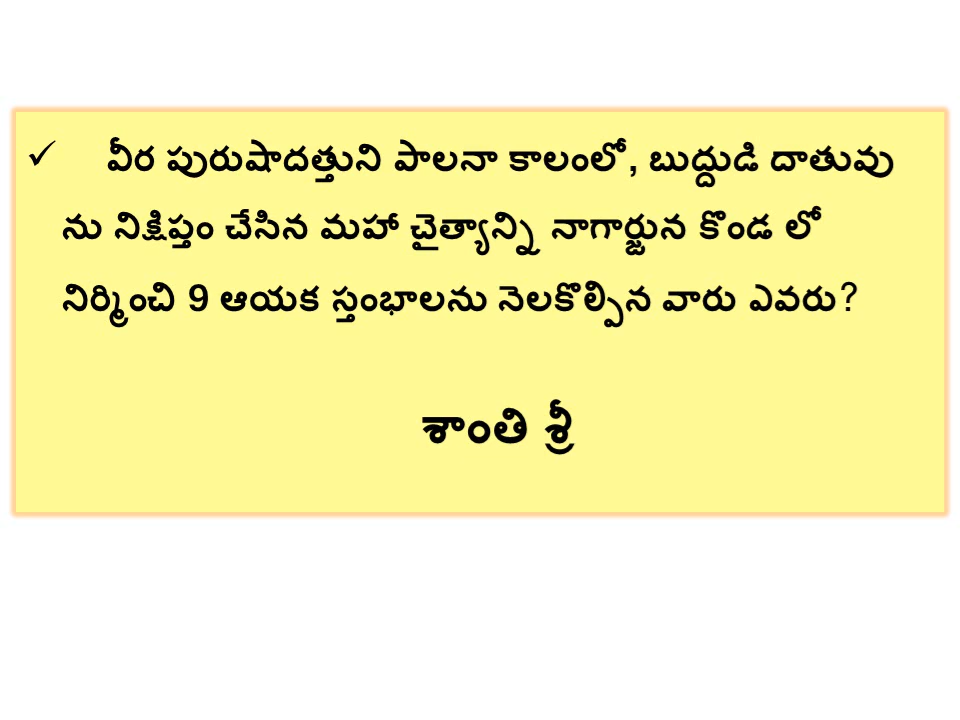 ✓ వీర పురుషాదత్తుని పాలనా కాలంలో, బుద్దుడి దాతువు
ను నిక్షిప్తం చేసిన మహా చైత్యాన్ని నాగార్జున కొండ లో
నిర్మించి 9 ఆయక స్తంభాలను నెలకొల్పిన వారు ఎవరు?
శాంతి శ్రీ